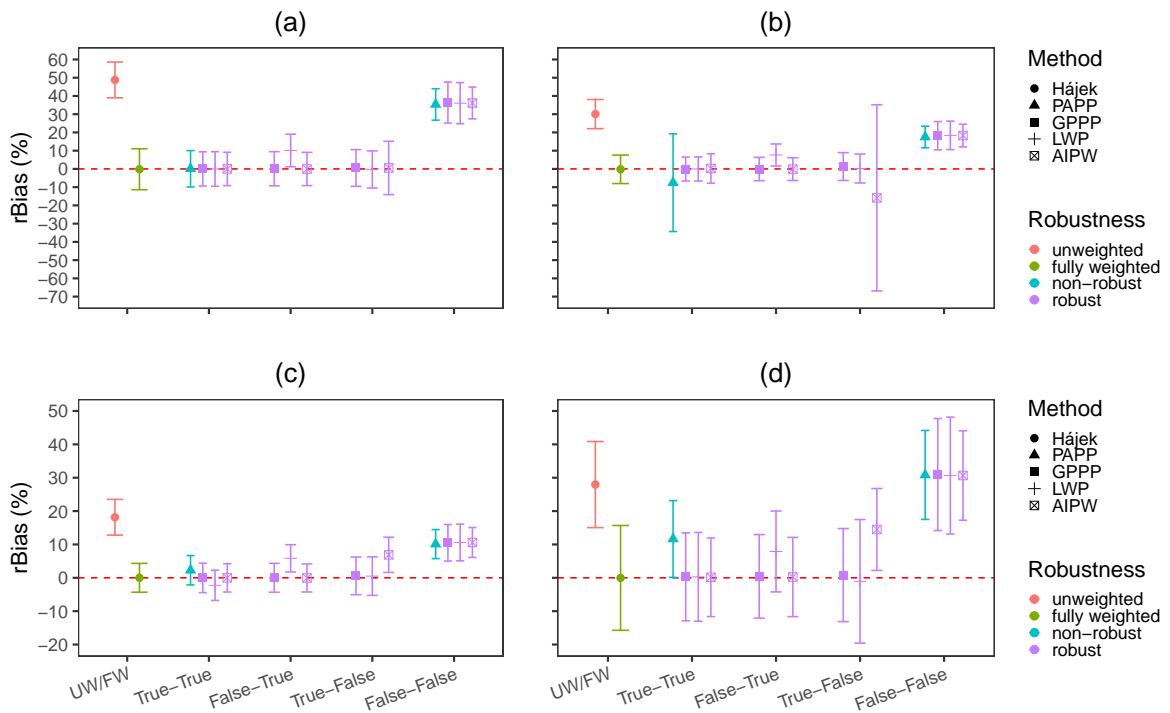 (a)
(b)
rBias (%)
60
50
40
30
20
10
0
−10
−20
−30
−40
−50
−60
−70
Method
Hájek
PAPP
GPPP
LWP
AIPW
Robustness
unweighted
fully weighted
non−robust
robust
(c)
(d)
rBias (%)
50
40
30
20
10
0
−10
−20
UW/FW
True−True
False−True
True−False
False−False
UW/FW
True−True
False−True
True−False
False−False
Method
Hájek
PAPP
GPPP
LWP
AIPW
Robustness
unweighted
fully weighted
non−robust
robust